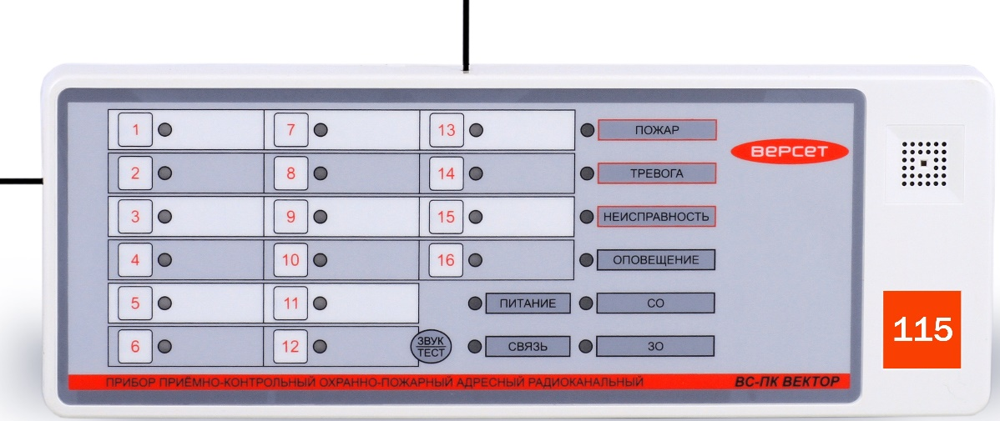 1 7 13 ПОЖАР
ВЕРСЕТ
2 8 14 ТРЕВОГА
3 9 15 НЕИСПРАВНОСТЬ
4 10 16 ОПОВЕЩЕНИЕ
5 11 ПИТАНИЕ СО
115
6 12 ЗВУК ТЕСТ СВЯЗЬ ЗО
ПРИБОР ПРИЁМНО-КОНТРОЛЬНЫЙ ОХРАННО-ПОЖАРНЫЙ АДРЕСНЫЙ РАДИОКАНАЛЬНЫЙ ВС-ПК ВЕКТОР